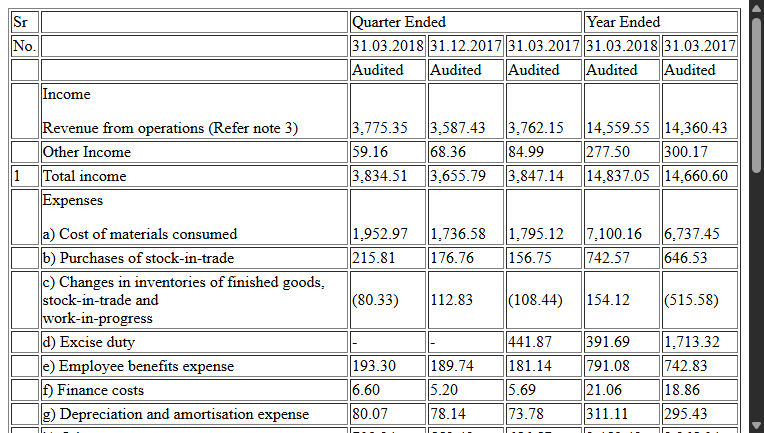 Sr Quarter Ended Year Ended
No. 31.03.2018 31.12.2017 31.03.2017 31.03.2018 31.03.2017
Audited Audited Audited Audited Audited
Income
Revenue from operations (Refer note 3) 3,775.35 3,587.43 3,762.15 14,559.55 14,360.43
Other Income 59.16 68.36 84.99 277.50 300.17
1 Total income 3,834.51 3,655.79 3,847.14 14,837.05 14,660.60
Expenses
a) Cost of materials consumed 1,952.97 1,736.58 1,795.12 7,100.16 6,737.45
b) Purchases of stock-in-trade 215.81 176.76 156.75 742.57 646.53
c) Changes in inventories of finished goods,
stock-in-trade and (80.33) 112.83 (108.44) 154.12 (515.58)
work-in-progress
d) Excise duty - - 441.87 391.69 1,713.32
e) Employee benefits expense 193.30 189.74 181.14 791.08 742.83
f) Finance costs 6.60 5.20 5.69 21.06 18.86
g) Depreciation and amortisation expense 80.07 78.14 73.78 311.11 295.43